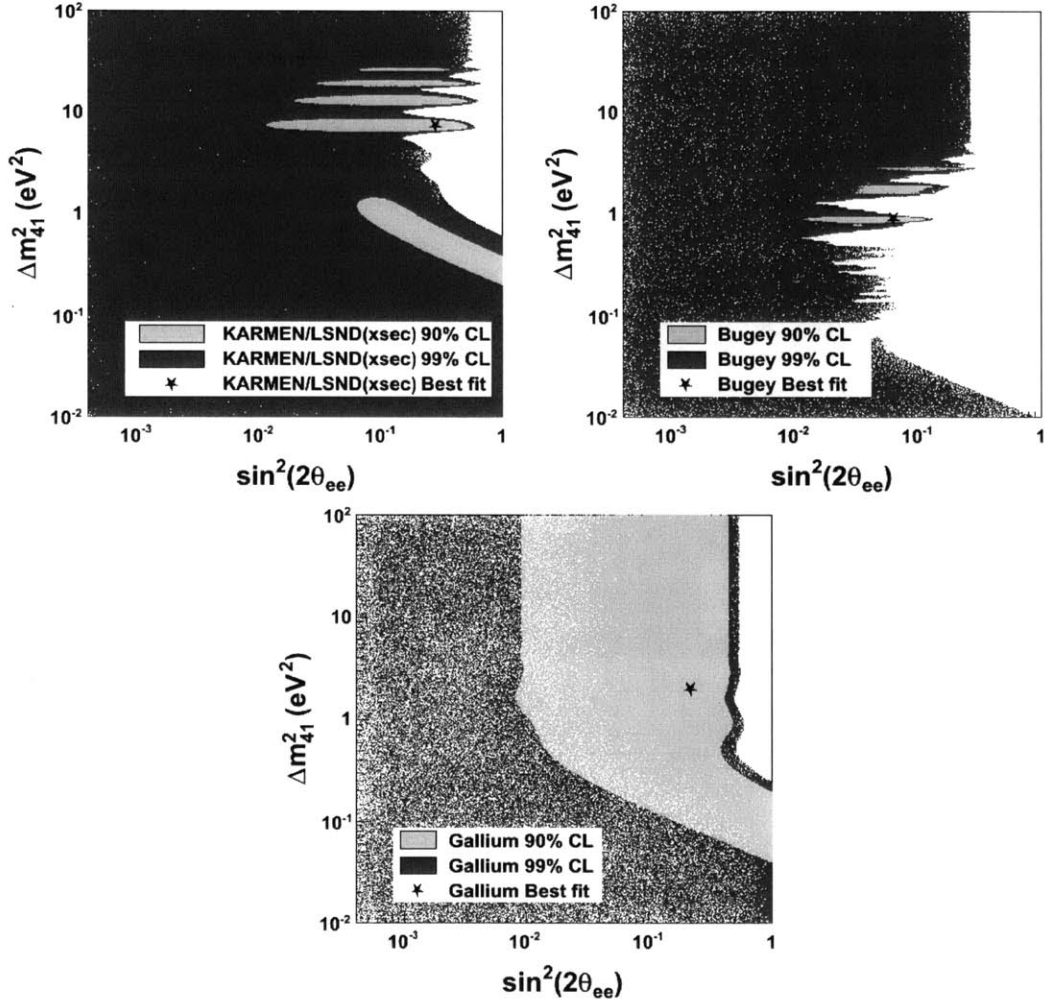 10²
10
1
10⁻¹
10⁻²
Δm²₄₁ (eV²)
KARMEN/LSND(xsec) 90% CL
KARMEN/LSND(xsec) 99% CL
KARMEN/LSND(xsec) Best fit
10⁻³
10⁻²
10⁻¹
1
sin²(2θₑₑ)
10²
10
1
10⁻¹
10⁻²
Δm²₄₁ (eV²)
Bugey 90% CL
Bugey 99% CL
Bugey Best fit
10⁻³
10⁻²
10⁻¹
1
sin²(2θₑₑ)
10²
10
1
10⁻¹
10⁻²
Δm²₄₁ (eV²)
Gallium 90% CL
Gallium 99% CL
Gallium Best fit
10⁻³
10⁻²
10⁻¹
1
sin²(2θₑₑ)